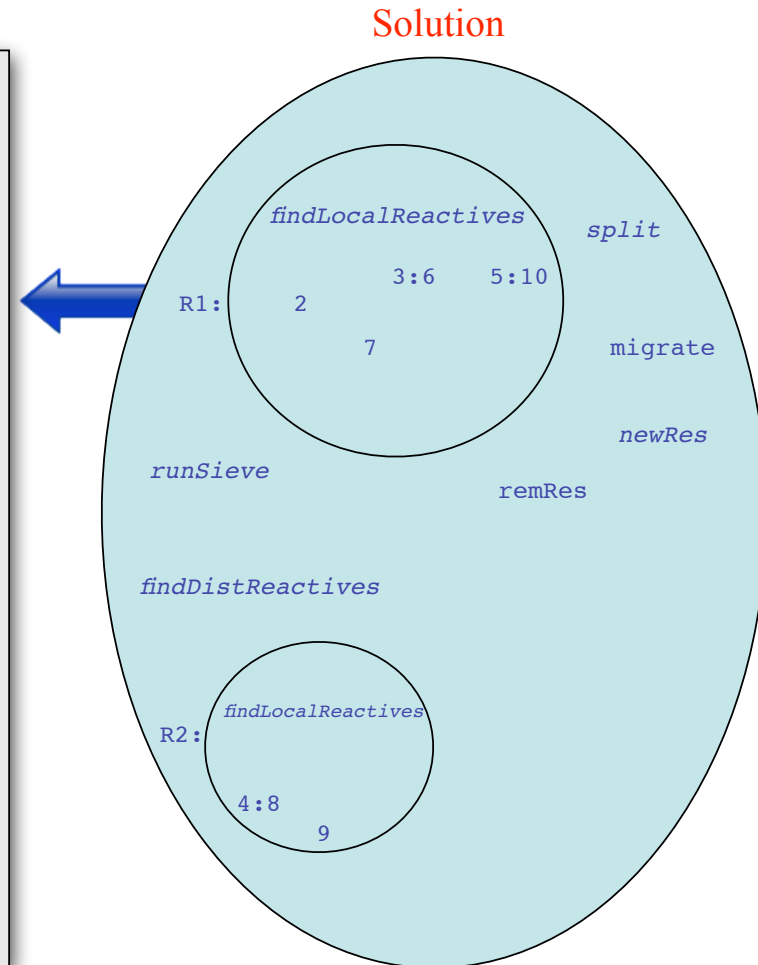 Solution
findLocalReactives
split
3:6 5:10
R1: 2
7
migrate
newRes
runSieve
remRes
findDistReactives
findLocalReactives
R2:
4:8
9